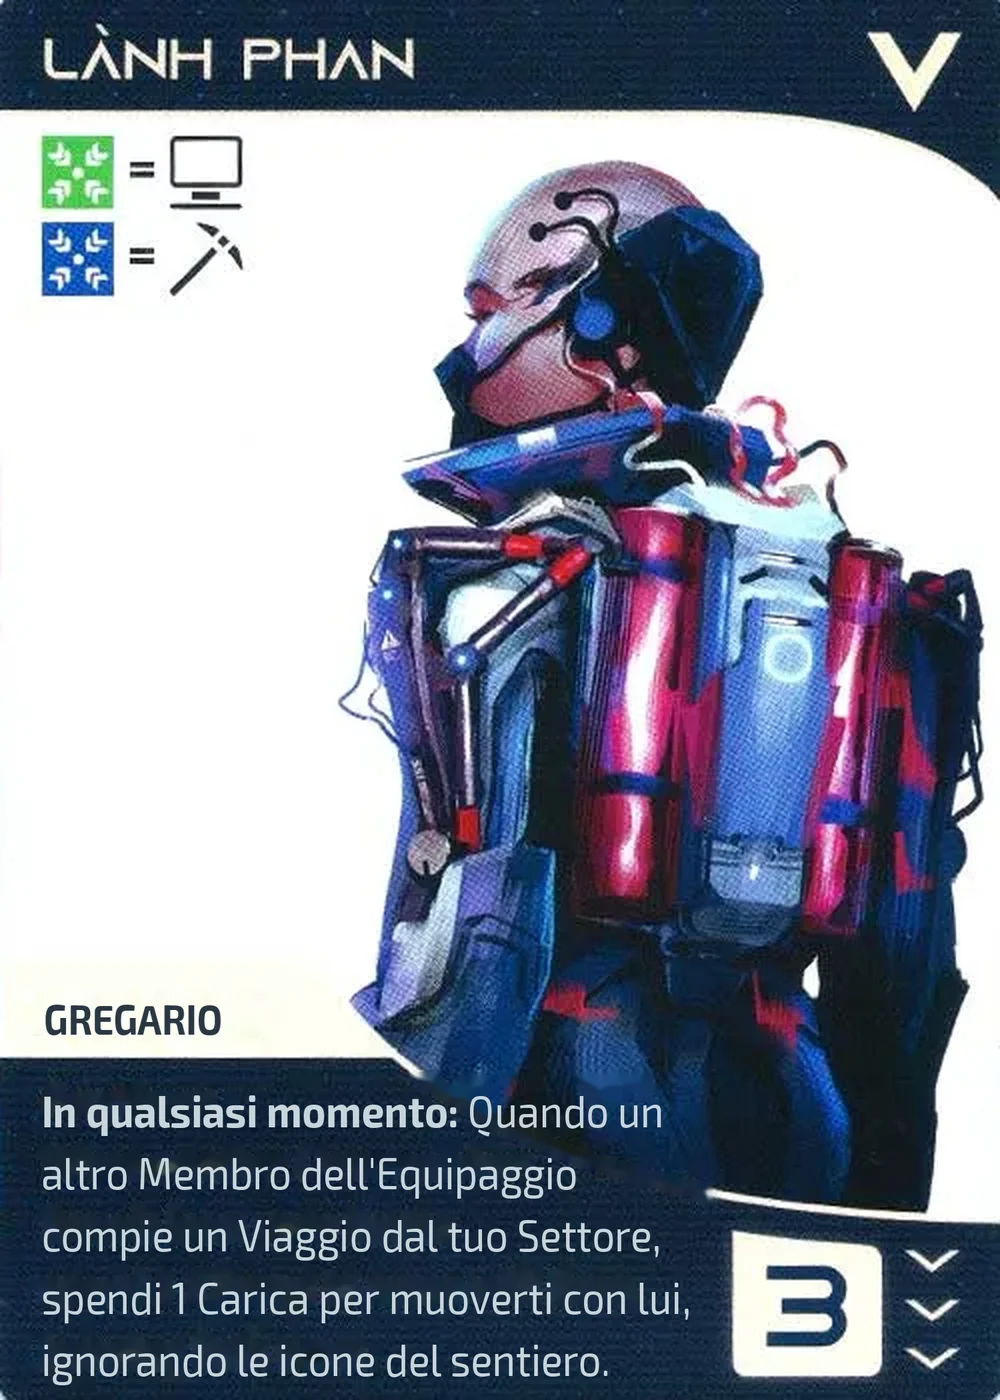 LÀNH PHAN
=
=
GREGARIO
In qualsiasi momento: Quando un
altro Membro dell'Equipaggio
compie un Viaggio dal tuo Settore,
spendi 1 Carica per muoverti con lui,
ignorando le icone del sentiero.
3